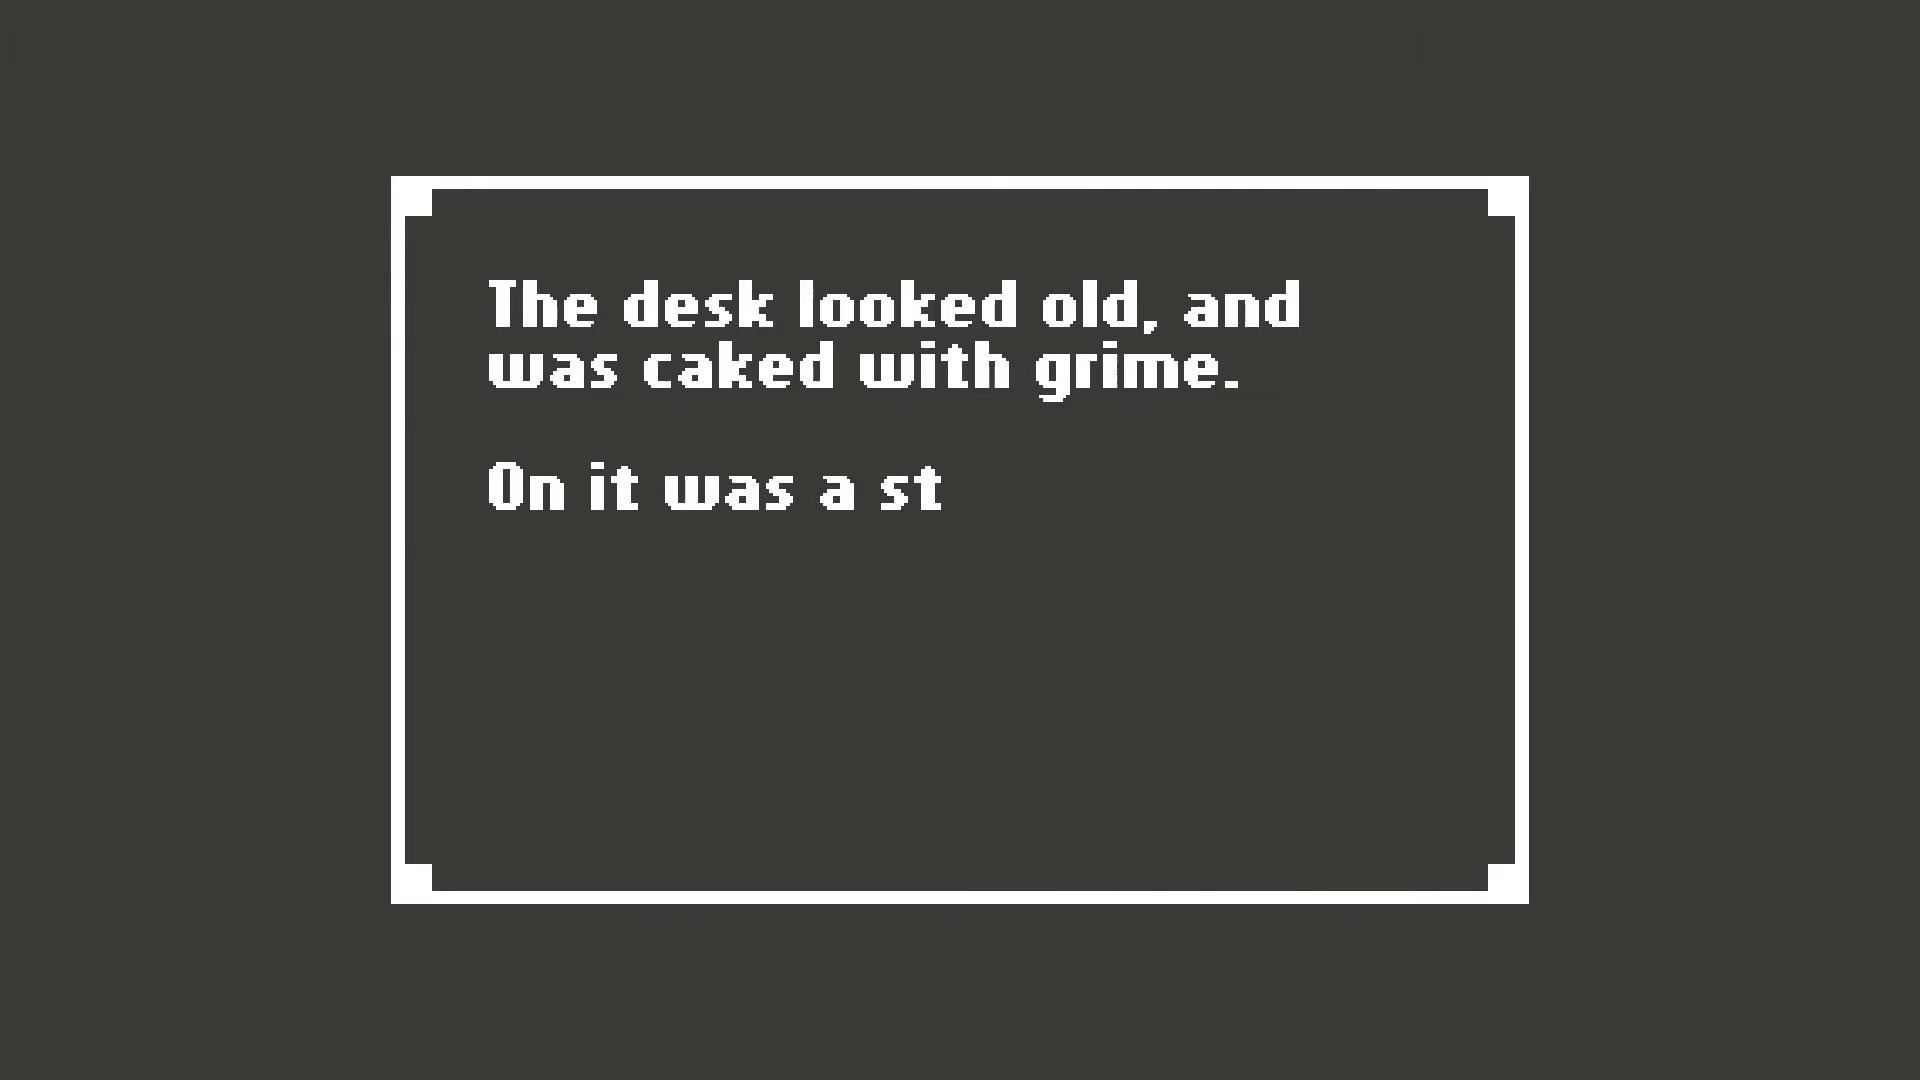 The desk looked old, and
was caked with grime.
On it was a st